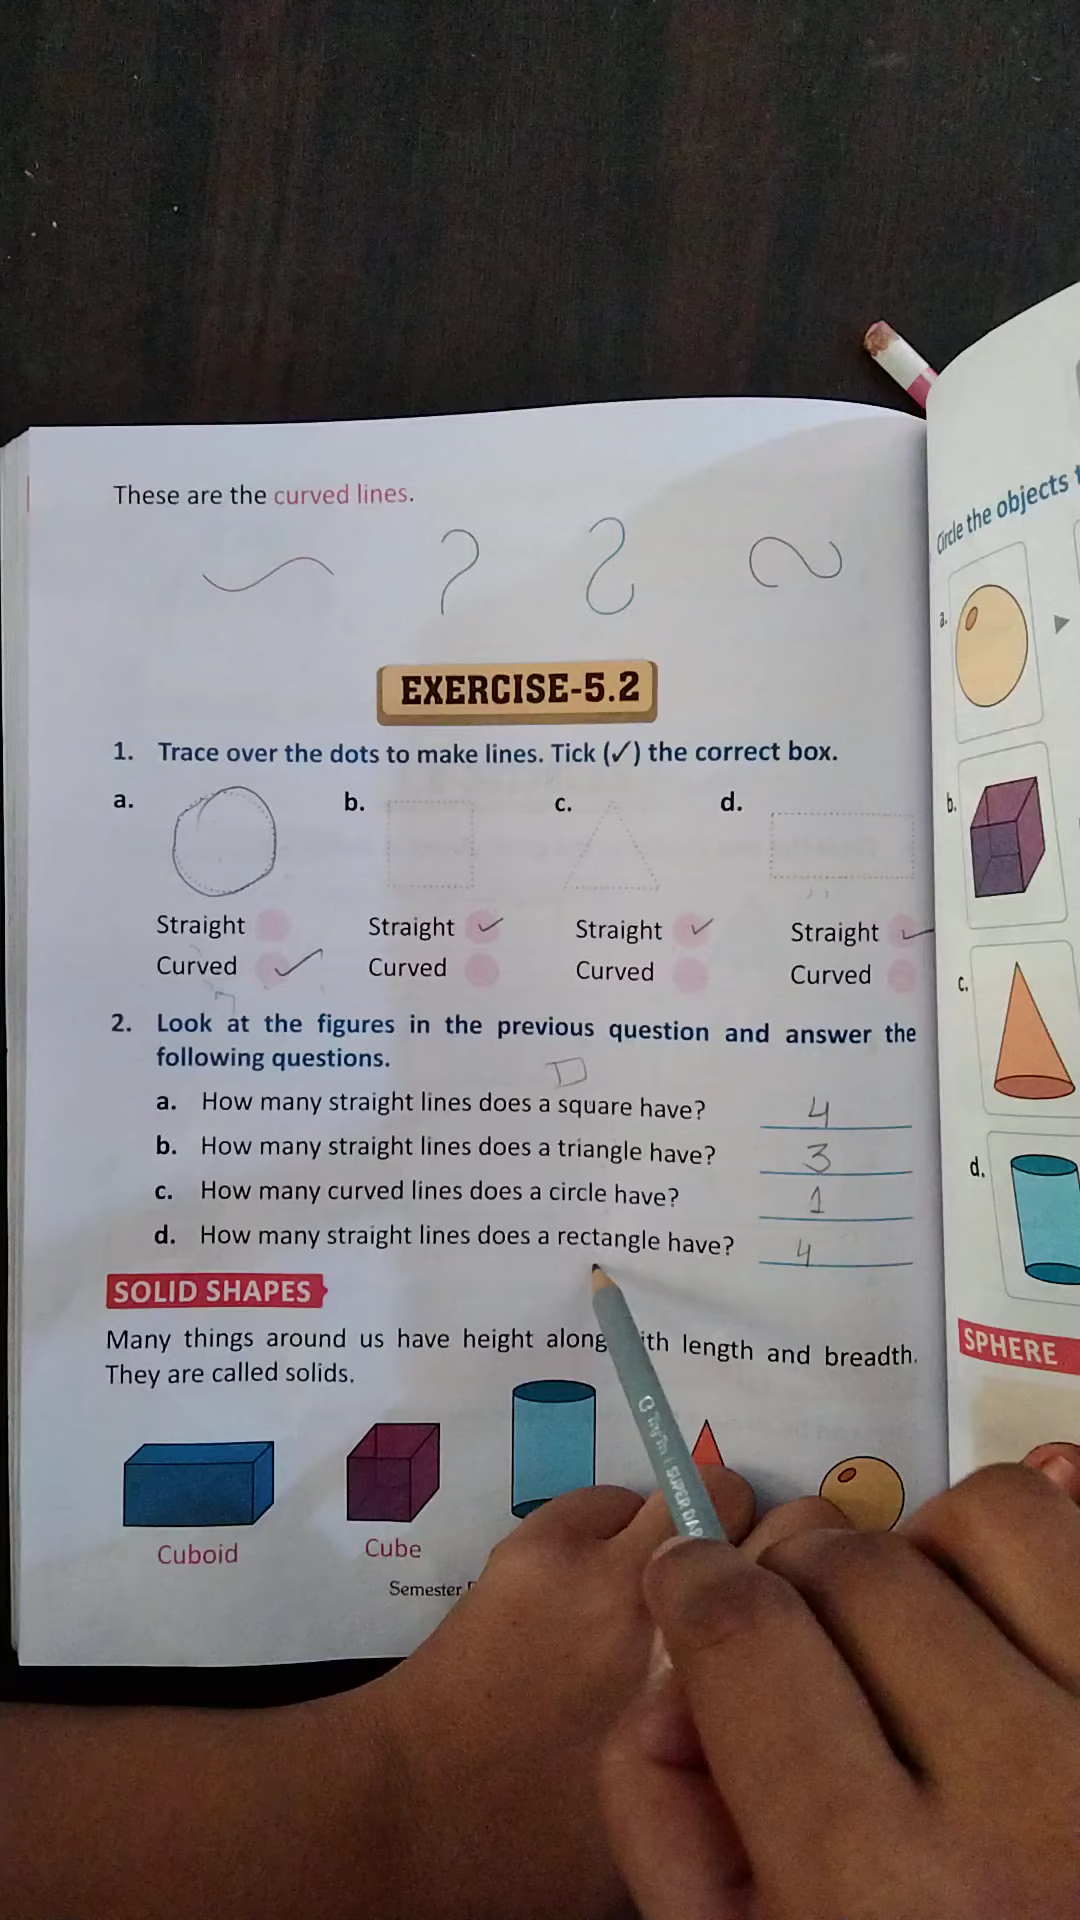 These are the curved lines.
EXERCISE-5.2
1. Trace over the dots to make lines. Tick (✓) the correct box.
a. b. c. d.
Straight Straight ✓ Straight ✓ Straight ✓
Curved ✓ Curved Curved Curved
2. Look at the figures in the previous question and answer the
following questions.
a. How many straight lines does a square have? 4
b. How many straight lines does a triangle have? 3
c. How many curved lines does a circle have? 1
d. How many straight lines does a rectangle have? 4
SOLID SHAPES
Many things around us have height along ith length and breadth.
They are called solids.
Cuboid Cube
Semester
Circle the objects
a.
b.
c.
d.
SPHERE
SUPER DAR